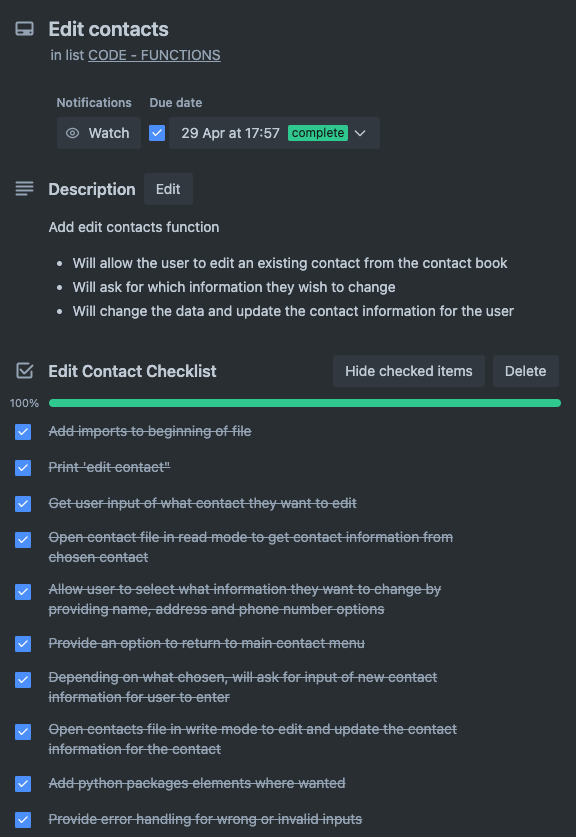 Edit contacts
in list CODE - FUNCTIONS
Notifications Due date
Watch 29 Apr at 17:57 complete
Description Edit
Add edit contacts function
• Will allow the user to edit an existing contact from the contact book
• Will ask for which information they wish to change
• Will change the data and update the contact information for the user
Edit Contact Checklist Hide checked items Delete
100%
Add imports to beginning of file
Print 'edit contact"
Get user input of what contact they want to edit
Open contact file in read mode to get contact information from
chosen contact
Allow user to select what information they want to change by
providing name, address and phone number options
Provide an option to return to main contact menu
Depending on what chosen, will ask for input of new contact
information for user to enter
Open contacts file in write mode to edit and update the contact
information for the contact
Add python packages elements where wanted
Provide error handling for wrong or invalid inputs